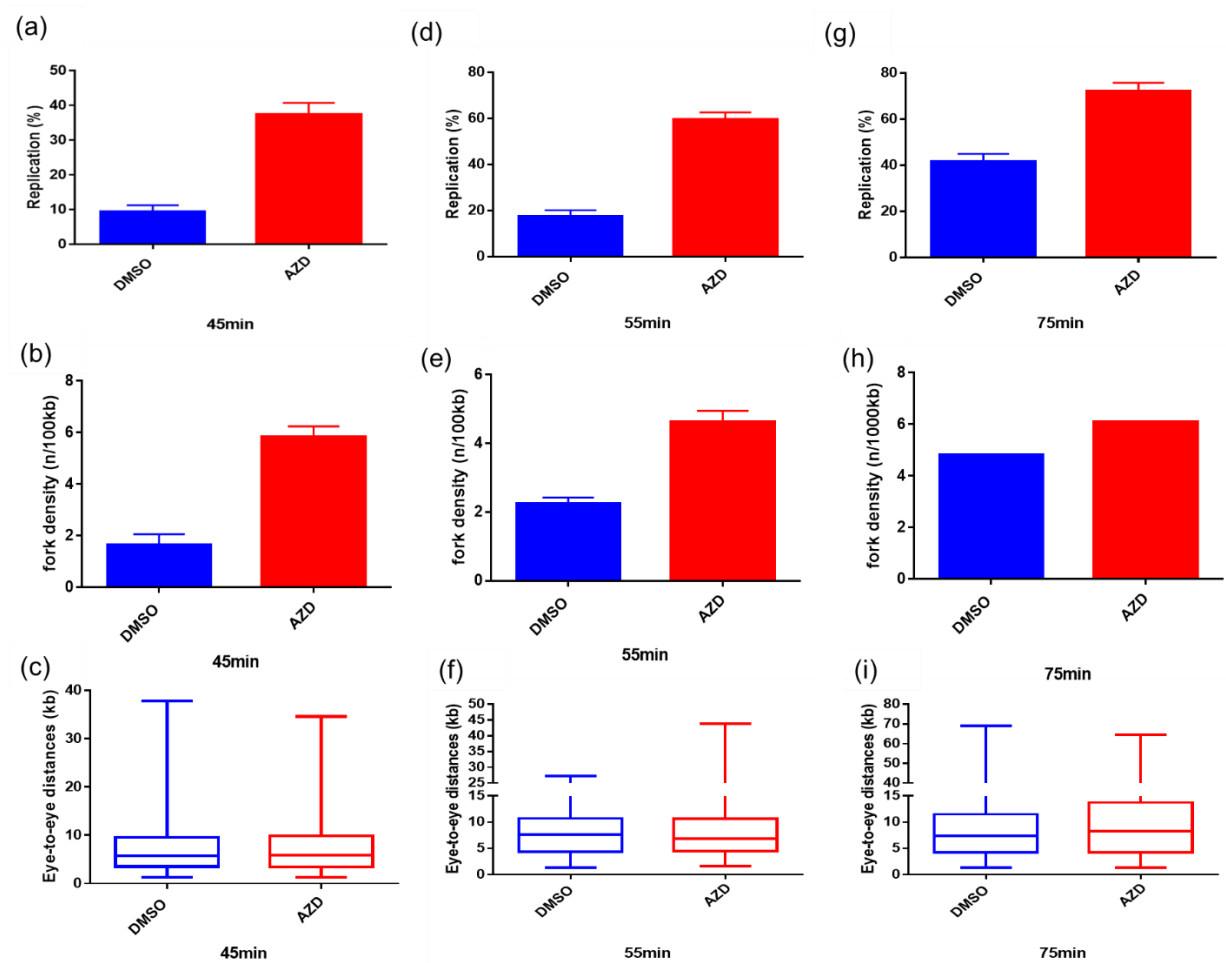 (a)
Replication (%)
50
40
30
20
10
0
DMSO
AZD
45min
(d)
Replication (%)
80
60
40
20
0
DMSO
AZD
55min
(g)
Replication (%)
80
60
40
20
0
DMSO
AZD
75min
(b)
fork density (n/100kb)
8
6
4
2
0
DMSO
AZD
45min
(e)
fork density (n/100kb)
6
4
2
0
DMSO
AZD
55min
(h)
fork density (n/1000kb)
8
6
4
2
0
DMSO
AZD
75min
(c)
Eye-to-eye distances (kb)
40
30
20
10
0
DMSO
AZD
45min
(f)
Eye-to-eye distances (kb)
50
45
40
35
30
25
15
10
5
0
DMSO
AZD
55min
(i)
Eye-to-eye distances (kb)
80
70
60
50
40
30
15
10
5
0
DMSO
AZD
75min